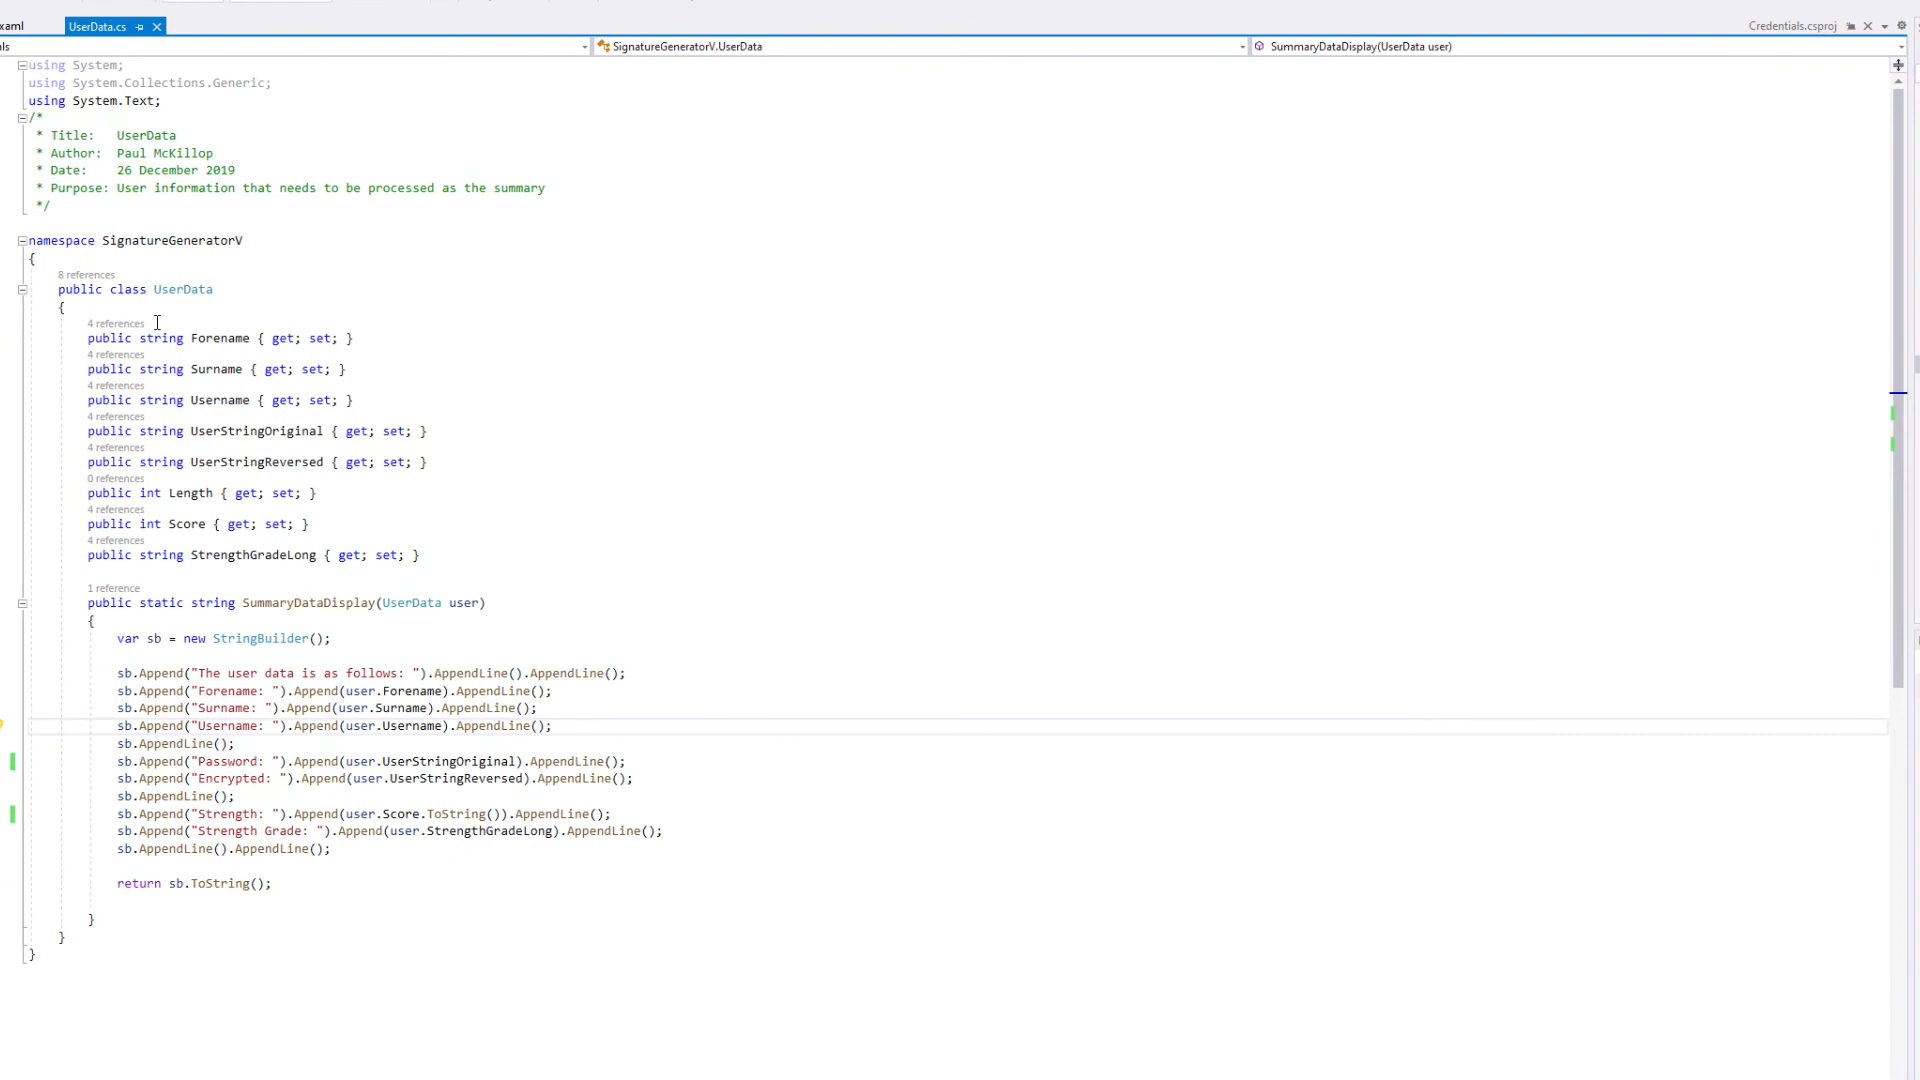 xaml
UserData.cs
Credentials.csproj
ls
SignatureGeneratorV.UserData
SummaryDataDisplay(UserData user)
using System;
using System.Collections.Generic;
using System.Text;
/*
* Title:   UserData
* Author:  Paul McKillop
* Date:    26 December 2019
* Purpose: User information that needs to be processed as the summary
*/
namespace SignatureGeneratorV
{
8 references
public class UserData
{
4 references
public string Forename { get; set; }
4 references
public string Surname { get; set; }
4 references
public string Username { get; set; }
4 references
public string UserStringOriginal { get; set; }
4 references
public string UserStringReversed { get; set; }
0 references
public int Length { get; set; }
4 references
public int Score { get; set; }
4 references
public string StrengthGradeLong { get; set; }
1 reference
public static string SummaryDataDisplay(UserData user)
{
var sb = new StringBuilder();
sb.Append("The user data is as follows: ").AppendLine().AppendLine();
sb.Append("Forename: ").Append(user.Forename).AppendLine();
sb.Append("Surname: ").Append(user.Surname).AppendLine();
sb.Append("Username: ").Append(user.Username).AppendLine();
sb.AppendLine();
sb.Append("Password: ").Append(user.UserStringOriginal).AppendLine();
sb.Append("Encrypted: ").Append(user.UserStringReversed).AppendLine();
sb.AppendLine();
sb.Append("Strength: ").Append(user.Score.ToString()).AppendLine();
sb.Append("Strength Grade: ").Append(user.StrengthGradeLong).AppendLine();
sb.AppendLine().AppendLine();
return sb.ToString();
}
}
}